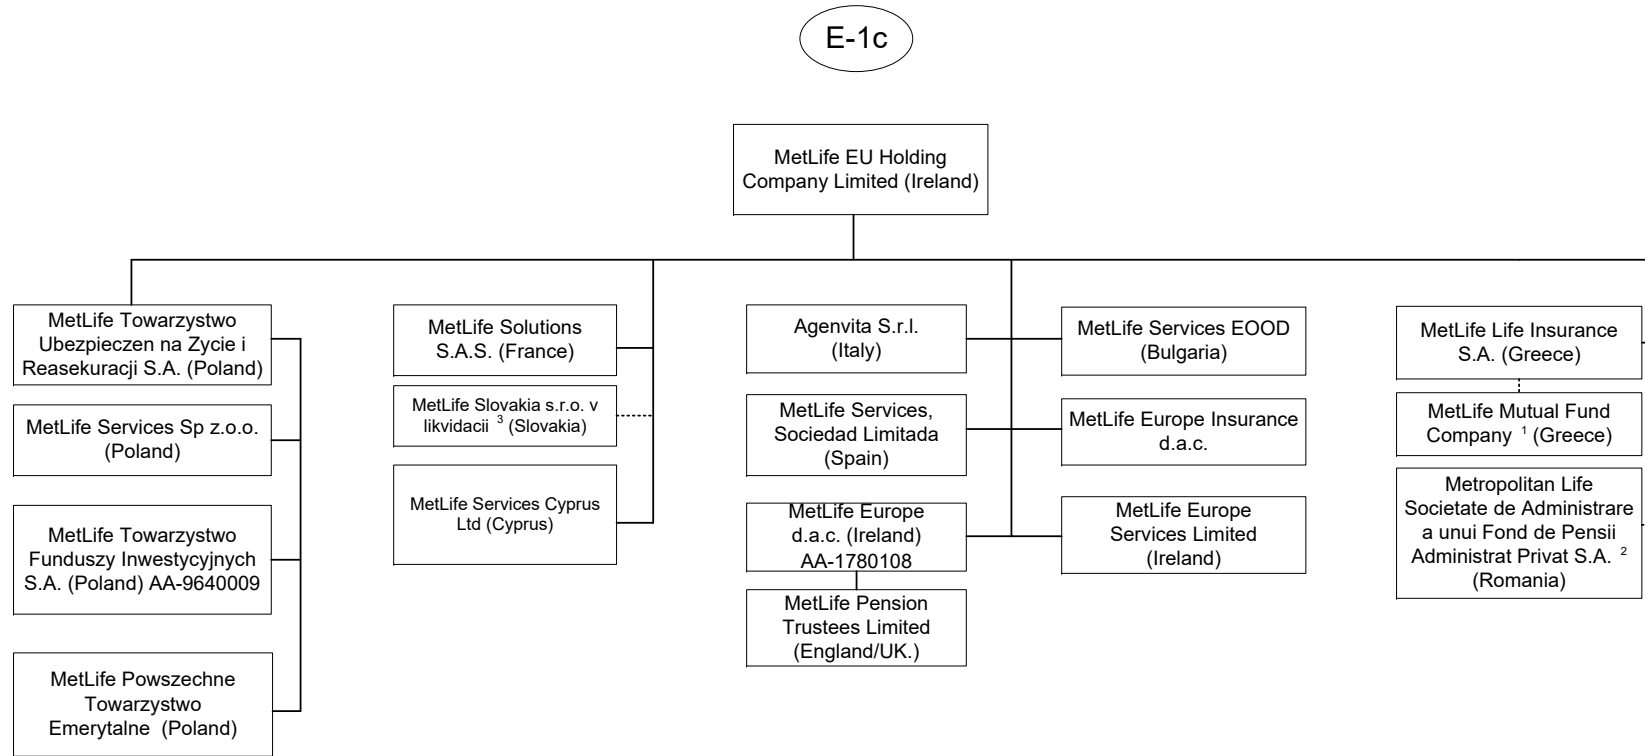 E-1c
MetLife EU Holding
Company Limited (Ireland)
MetLife Towarzystwo
Ubezpieczen na Zycie i
Reasekuracji S.A. (Poland)
MetLife Services Sp z.o.o.
(Poland)
MetLife Towarzystwo
Funduszy Inwestycyjnych
S.A. (Poland) AA-9640009
MetLife Powszechne
Towarzystwo
Emerytalne (Poland)
MetLife Solutions
S.A.S. (France)
MetLife Slovakia s.r.o. v
likvidacii 3 (Slovakia)
MetLife Services Cyprus
Ltd (Cyprus)
Agenvita S.r.l.
(Italy)
MetLife Services,
Sociedad Limitada
(Spain)
MetLife Europe
d.a.c. (Ireland)
AA-1780108
MetLife Pension
Trustees Limited
(England/UK.)
MetLife Services EOOD
(Bulgaria)
MetLife Europe Insurance
d.a.c.
MetLife Europe
Services Limited
(Ireland)
MetLife Life Insurance
S.A. (Greece)
MetLife Mutual Fund
Company 1 (Greece)
Metropolitan Life
Societate de Administrare
a unui Fond de Pensii
Administrat Privat S.A. 2
(Romania)